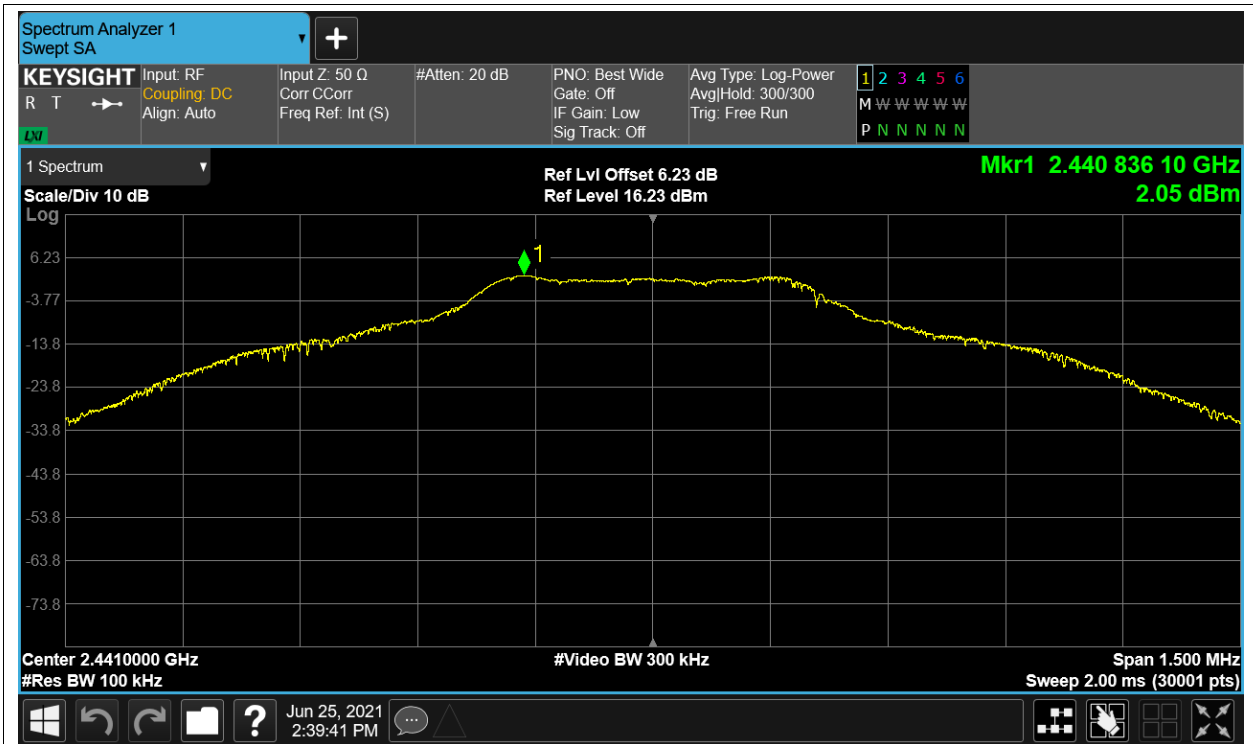 Spectrum Analyzer 1
Swept SA
▼
+
KEYSIGHT
R T
LXI
Input: RF
Coupling: DC
Align: Auto
Input Z: 50 Ω
Corr CCorr
Freq Ref: Int (S)
#Atten: 20 dB
PNO: Best Wide
Gate: Off
IF Gain: Low
Sig Track: Off
Avg Type: Log-Power
Avg|Hold: 300/300
Trig: Free Run
1 2 3 4 5 6
M W W W W W
P N N N N N
1 Spectrum ▼
Scale/Div 10 dB
Ref Lvl Offset 6.23 dB
Ref Level 16.23 dBm
Mkr1 2.440 836 10 GHz
2.05 dBm
Log
1
6.23
-3.77
-13.8
-23.8
-33.8
-43.8
-53.8
-63.8
-73.8
Center 2.4410000 GHz
#Res BW 100 kHz
#Video BW 300 kHz
Span 1.500 MHz
Sweep 2.00 ms (30001 pts)
?
Jun 25, 2021
2:39:41 PM